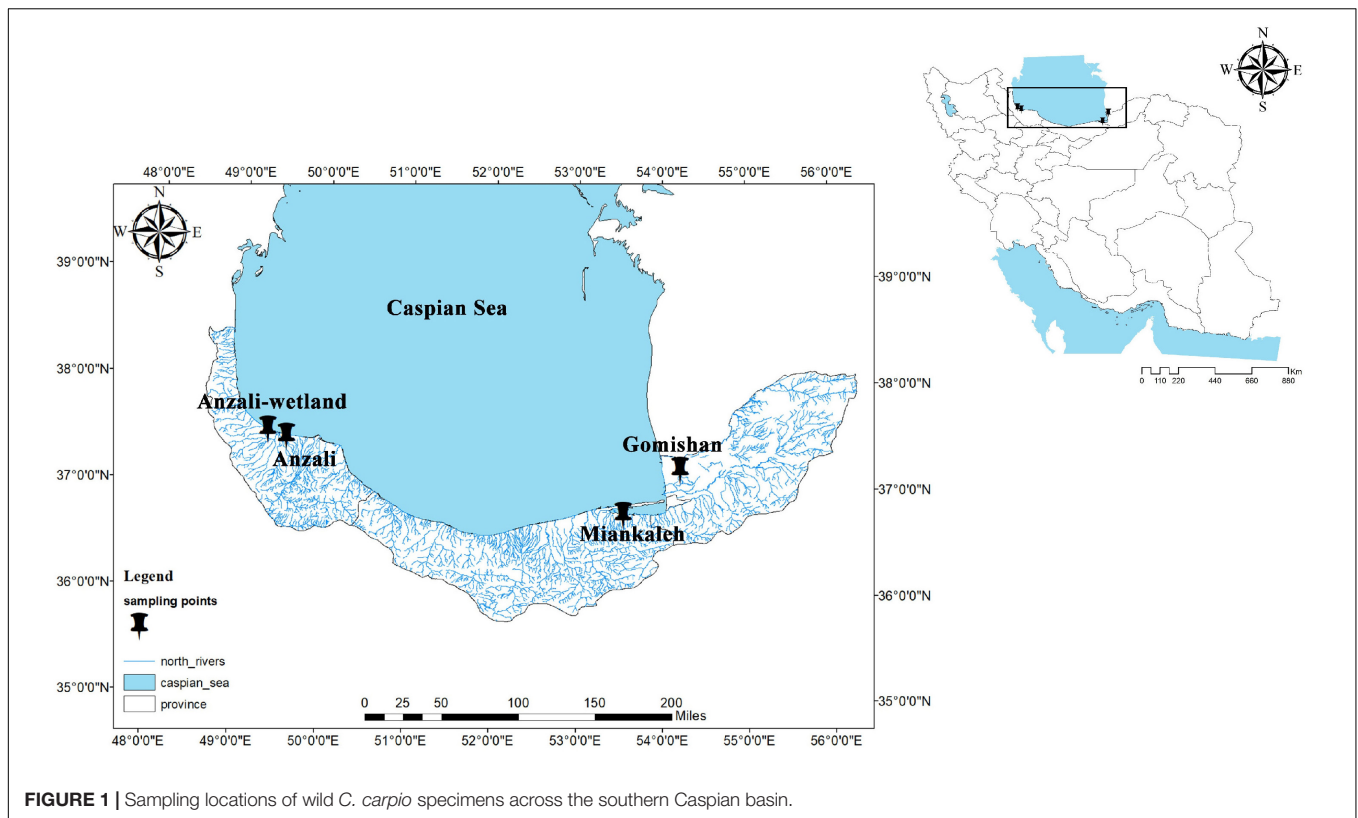 N
W E
S
0 110 220 440 660 880 Km
48°0'0"E 49°0'0"E 50°0'0"E 51°0'0"E 52°0'0"E 53°0'0"E 54°0'0"E 55°0'0"E 56°0'0"E
N
W E
S
39°0'0"N 39°0'0"N
Caspian Sea
38°0'0"N 38°0'0"N
Anzali-wetland
Anzali
Gomishan
37°0'0"N 37°0'0"N
Miankaleh
36°0'0"N 36°0'0"N
Legend
sampling points
north_rivers
caspian_sea
province
35°0'0"N 35°0'0"N
0 25 50 100 150 200
Miles
48°0'0"E 49°0'0"E 50°0'0"E 51°0'0"E 52°0'0"E 53°0'0"E 54°0'0"E 55°0'0"E 56°0'0"E
FIGURE 1 | Sampling locations of wild C. carpio specimens across the southern Caspian basin.